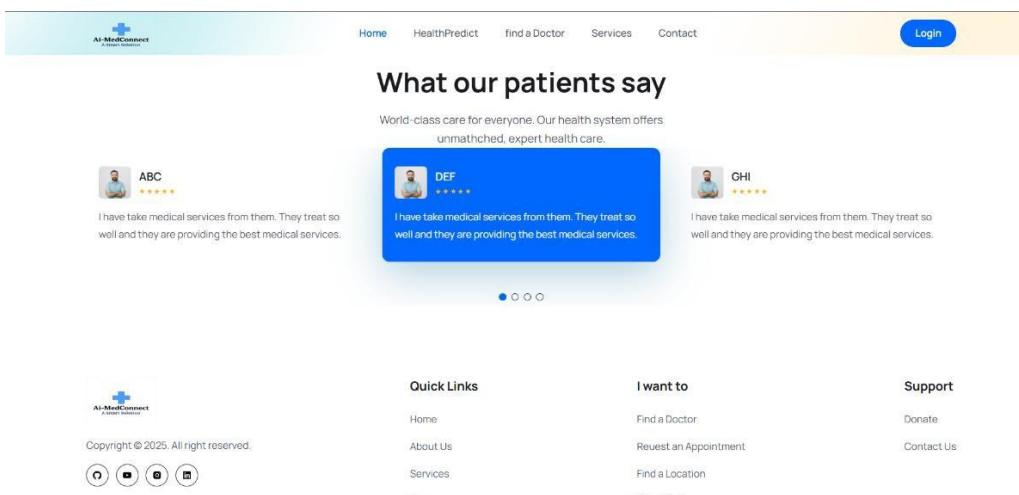 Ai-MedConnect
A Smart Solution
Home HealthPredict find a Doctor Services Contact
Login
What our patients say
World-class care for everyone. Our health system offers
unmathched, expert health care.
ABC
I have take medical services from them. They treat so
well and they are providing the best medical services.
DEF
I have take medical services from them. They treat so
well and they are providing the best medical services.
GHI
I have take medical services from them. They treat so
well and they are providing the best medical services.
Ai-MedConnect
A Smart Solution
Copyright © 2025. All right reserved.
Quick Links
Home
About Us
Services
I want to
Find a Doctor
Reuest an Appointment
Find a Location
Support
Donate
Contact Us